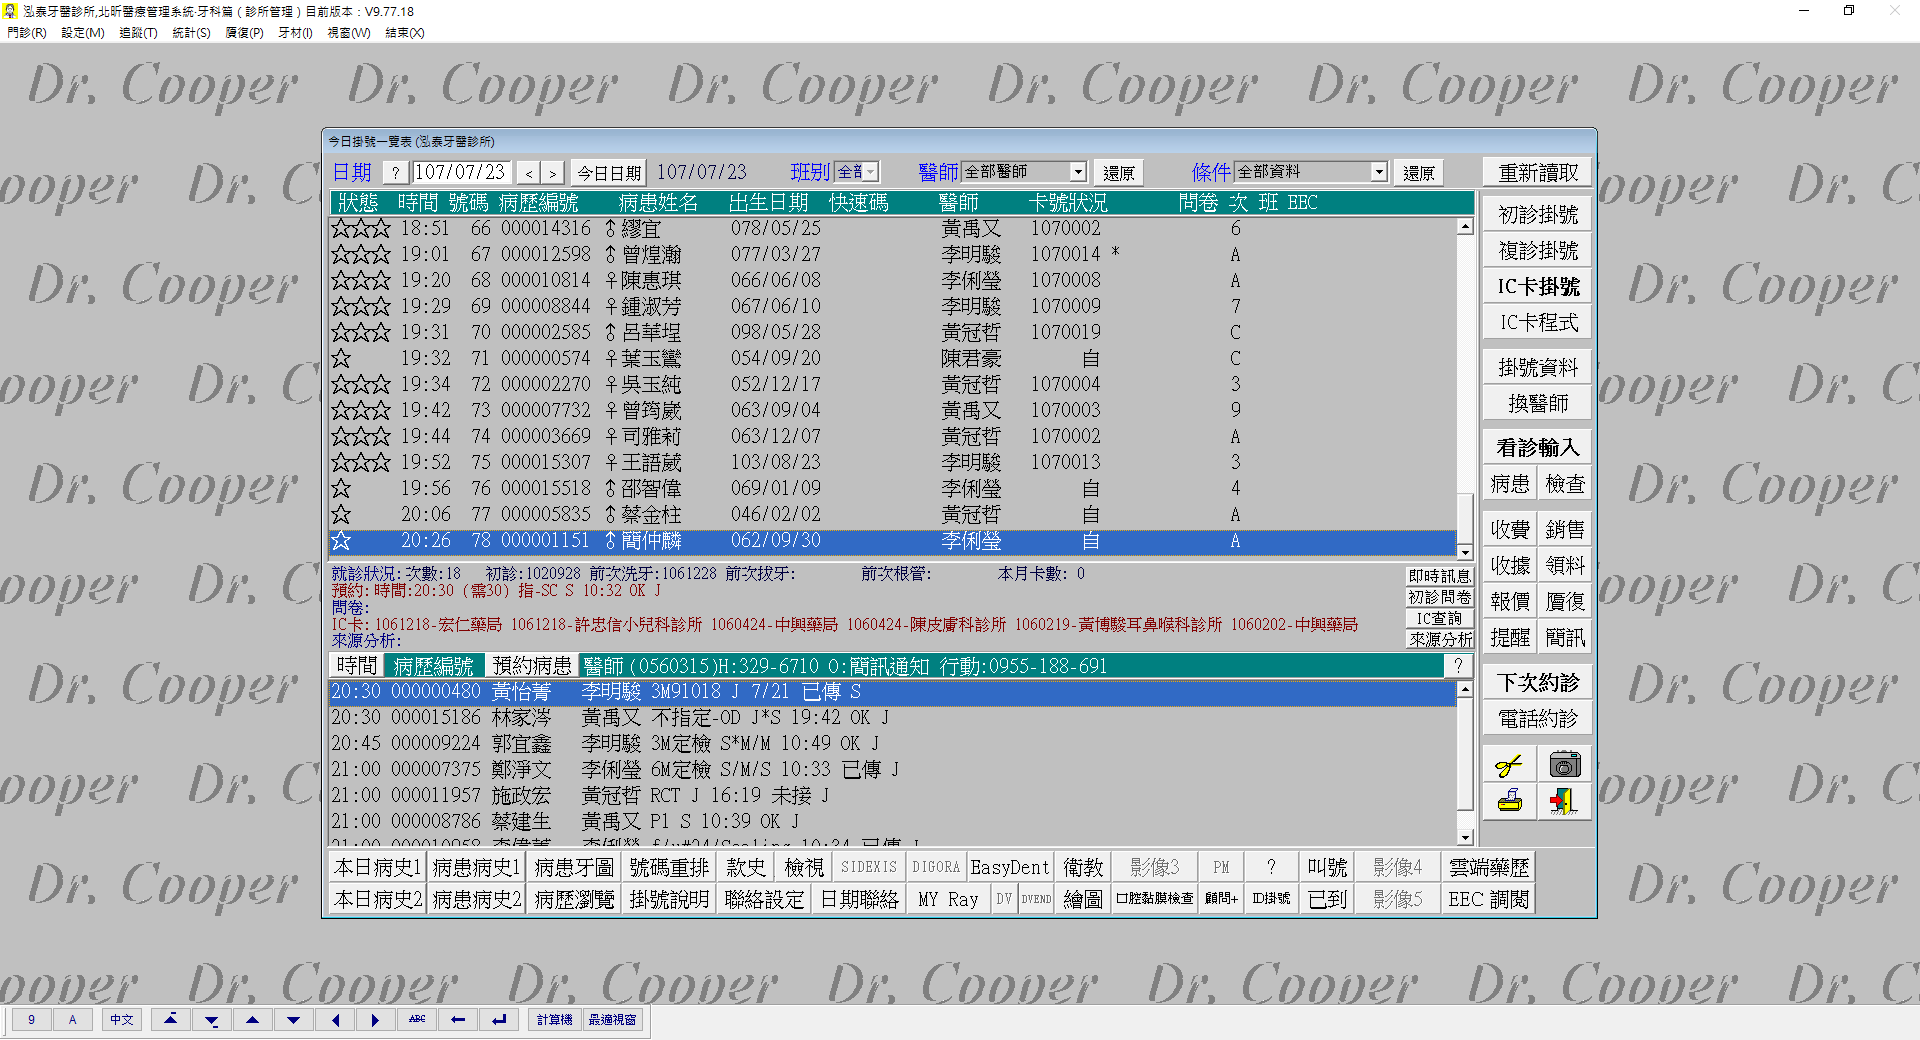 泓泰牙醫診所,北昕醫療管理系統-牙科篇 ( 診所管理 ) 目前版本：V9.77.18
門診(R) 設定(M) 追蹤(T) 統計(S) 贗復(P) 牙材(I) 視窗(W) 結束(X)
Dr. Cooper Dr. Cooper Dr. Cooper Dr. Cooper Dr. Cooper Dr. Cooper
今日掛號一覽表 (泓泰牙醫診所)
日期 ? 107/07/23 < > 今日日期 107/07/23 班別 全部 醫師 全部醫師 還原 條件 全部資料 還原 重新讀取
狀態 時間 號碼 病歷編號 病患姓名 出生日期 快速碼 醫師 卡號狀況 問卷 次 班 EEC
☆☆☆ 18:51 66 000014316 ♂繆宜 078/05/25 黃禹又 1070002 6
☆☆☆ 19:01 67 000012598 ♂曾煌瀚 077/03/27 李明駿 1070014 * A
☆☆☆ 19:20 68 000010814 ♀陳惠琪 066/06/08 李俐瑩 1070008 A
☆☆☆ 19:29 69 000008844 ♀鍾淑芳 067/06/10 李明駿 1070009 7
☆☆☆ 19:31 70 000002585 ♂呂華埕 098/05/28 黃冠哲 1070019 C
☆ 19:32 71 000000574 ♀葉玉鸞 054/09/20 陳君豪 自 C
☆☆☆ 19:34 72 000002270 ♀吳玉純 052/12/17 黃冠哲 1070004 3
☆☆☆ 19:42 73 000007732 ♀曾筠崴 063/09/04 黃禹又 1070003 9
☆☆☆ 19:44 74 000003669 ♀司雅莉 063/12/07 黃冠哲 1070002 A
☆☆☆ 19:52 75 000015307 ♀王語葳 103/08/23 李明駿 1070013 3
☆ 19:56 76 000015518 ♂邵智偉 069/01/09 李俐瑩 自 4
☆ 20:06 77 000005835 ♂蔡金柱 046/02/02 黃冠哲 自 A
☆ 20:26 78 000001151 ♂簡仲麟 062/09/30 李俐瑩 自 A
初診掛號
複診掛號
IC卡掛號
IC卡程式
掛號資料
換醫師
看診輸入
病患 檢查
收費 銷售
收據 領料
報價 贗復
提醒 簡訊
下次約診
電話約診
就診狀況:次數:18 初診:1020928 前次洗牙:1061228 前次拔牙: 前次根管: 本月卡數: 0
預約:時間:20:30 (需30) 指-SC S 10:32 OK J
問卷:
IC卡:1061218-宏仁藥局 1061218-許忠信小兒科診所 1060424-中興藥局 1060424-陳皮膚科診所 1060219-黃博駿耳鼻喉科診所 1060202-中興藥局
來源分析:
即時訊息
初診問卷
IC查詢
來源分析
時間 病歷編號 預約病患 醫師(0560315)H:329-6710 O:簡訊通知 行動:0955-188-691 ?
20:30 000000480 黃怡菁 李明駿 3M91018 J 7/21 已傳 S
20:30 000015186 林家涔 黃禹又 不指定-OD J*S 19:42 OK J
20:45 000009224 郭宜鑫 李明駿 3M定檢 S*M/M 10:49 OK J
21:00 000007375 鄭淨文 李俐瑩 6M定檢 S/M/S 10:33 已傳 J
21:00 000011957 施政宏 黃冠哲 RCT J 16:19 未接 J
21:00 000008786 蔡建生 黃禹又 P1 S 10:39 OK J
本日病史1 病患病史1 病患牙圖 號碼重排 款史 檢視 SIDEXIS DIGORA EasyDent 衛教 影像3 PM ? 叫號 影像4 雲端藥歷
本日病史2 病患病史2 病歷瀏覽 掛號說明 聯絡設定 日期聯絡 MY Ray DV DVEND 繪圖 口腔黏膜檢查 顧問+ ID掛號 已到 影像5 EEC 調閱
Dr. Cooper Dr. Cooper Dr. Cooper Dr. Cooper Dr. C
9 A 中文 ABC 計算機 最適視窗